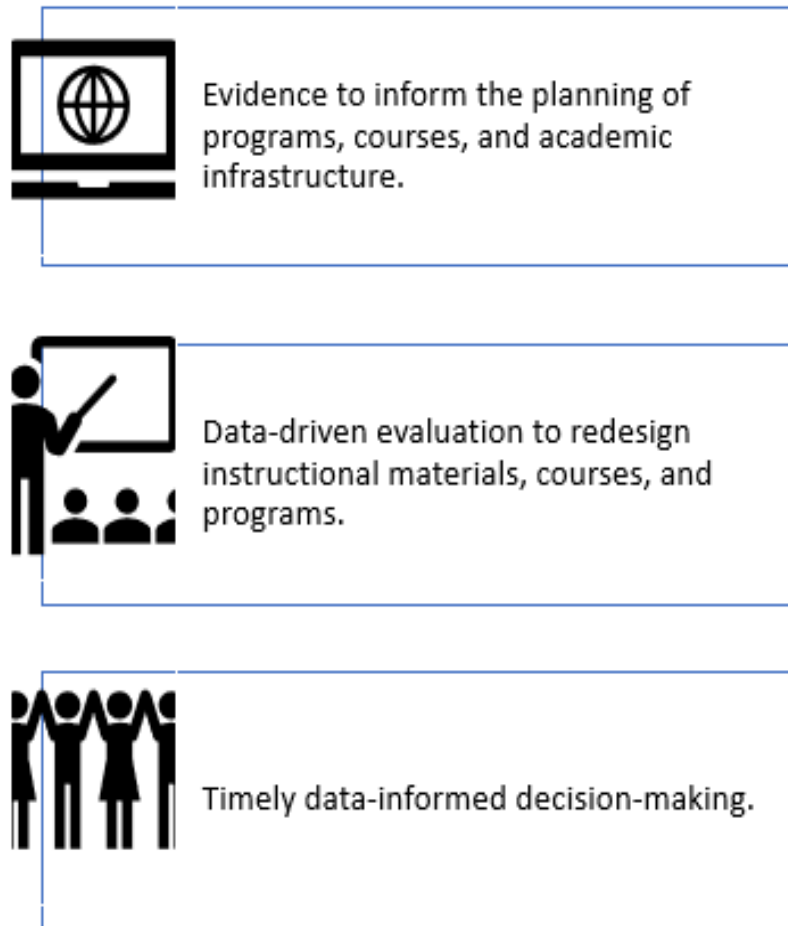 Evidence to inform the planning of
programs, courses, and academic
infrastructure.
Data-driven evaluation to redesign
instructional materials, courses, and
programs.
Timely data-informed decision-making.